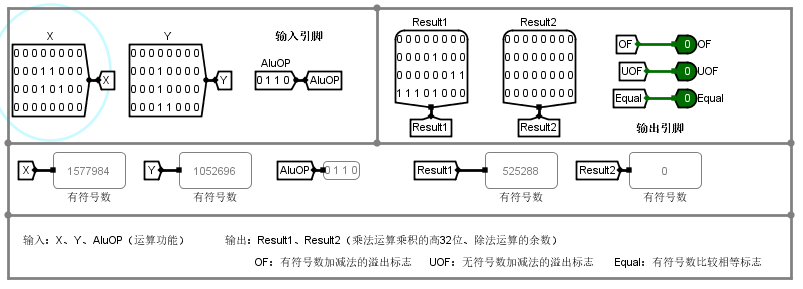 X
00000000
00011000
00010100
00000000
X
Y
00000000
00010000
00010000
00011000
Y
输入引脚
AluOP
0110
AluOP
Result1
00000000
00001000
00000011
11101000
Result1
Result2
00000000
00000000
00000000
00000000
Result2
OF 0 OF
UOF 0 UOF
Equal 0 Equal
输出引脚
X 1577984
有符号数
Y 1052696
有符号数
AluOP 0110
Result1 525288
有符号数
Result2 0
有符号数
输入：X、Y、AluOP（运算功能） 输出：Result1、Result2（乘法运算乘积的高32位、除法运算的余数）
OF：有符号数加减法的溢出标志 UOF：无符号数加减法的溢出标志 Equal：有符号数比较相等标志